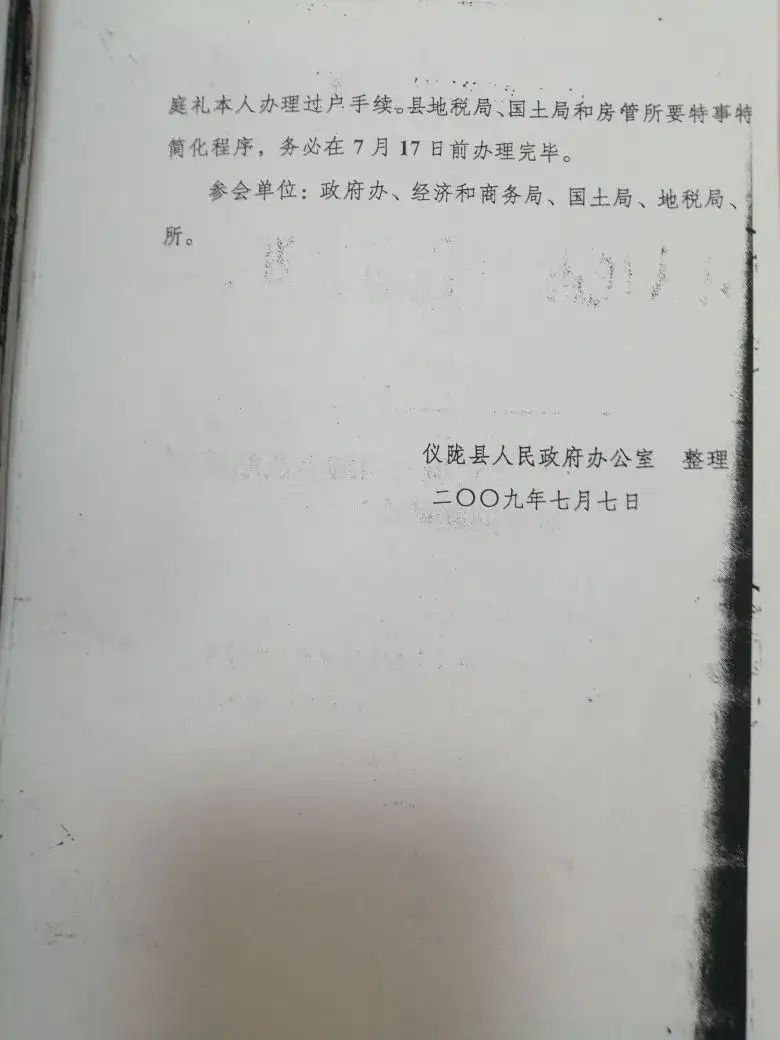 庭礼本人办理过户手续。县地税局、国土局和房管所要特事特
简化程序，务必在 7 月 17 日前办理完毕。
参会单位：政府办、经济和商务局、国土局、地税局、
所。
仪陇县人民政府办公室 整理
二〇〇九年七月七日